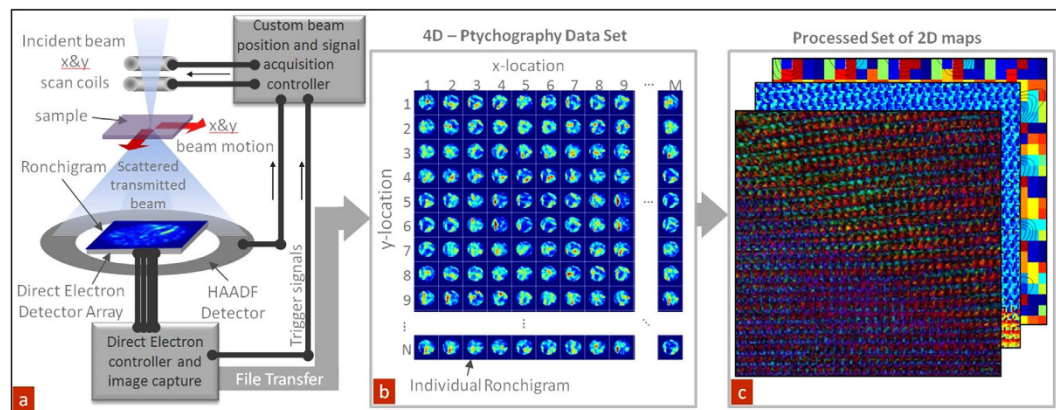 Incident beam
x&y
scan coils
Custom beam
position and signal
acquisition
controller
sample
x&y
beam motion
Ronchigram
Scattered
transmitted
beam
Direct Electron
Detector Array
HAADF
Detector
Trigger signals
Direct Electron
controller and
image capture
File Transfer
a
4D – Ptychography Data Set
x-location
1 2 3 4 5 6 7 8 9 ... M
y-location
1
2
3
4
5
6
7
8
9
N
...
Individual Ronchigram
b
Processed Set of 2D maps
c